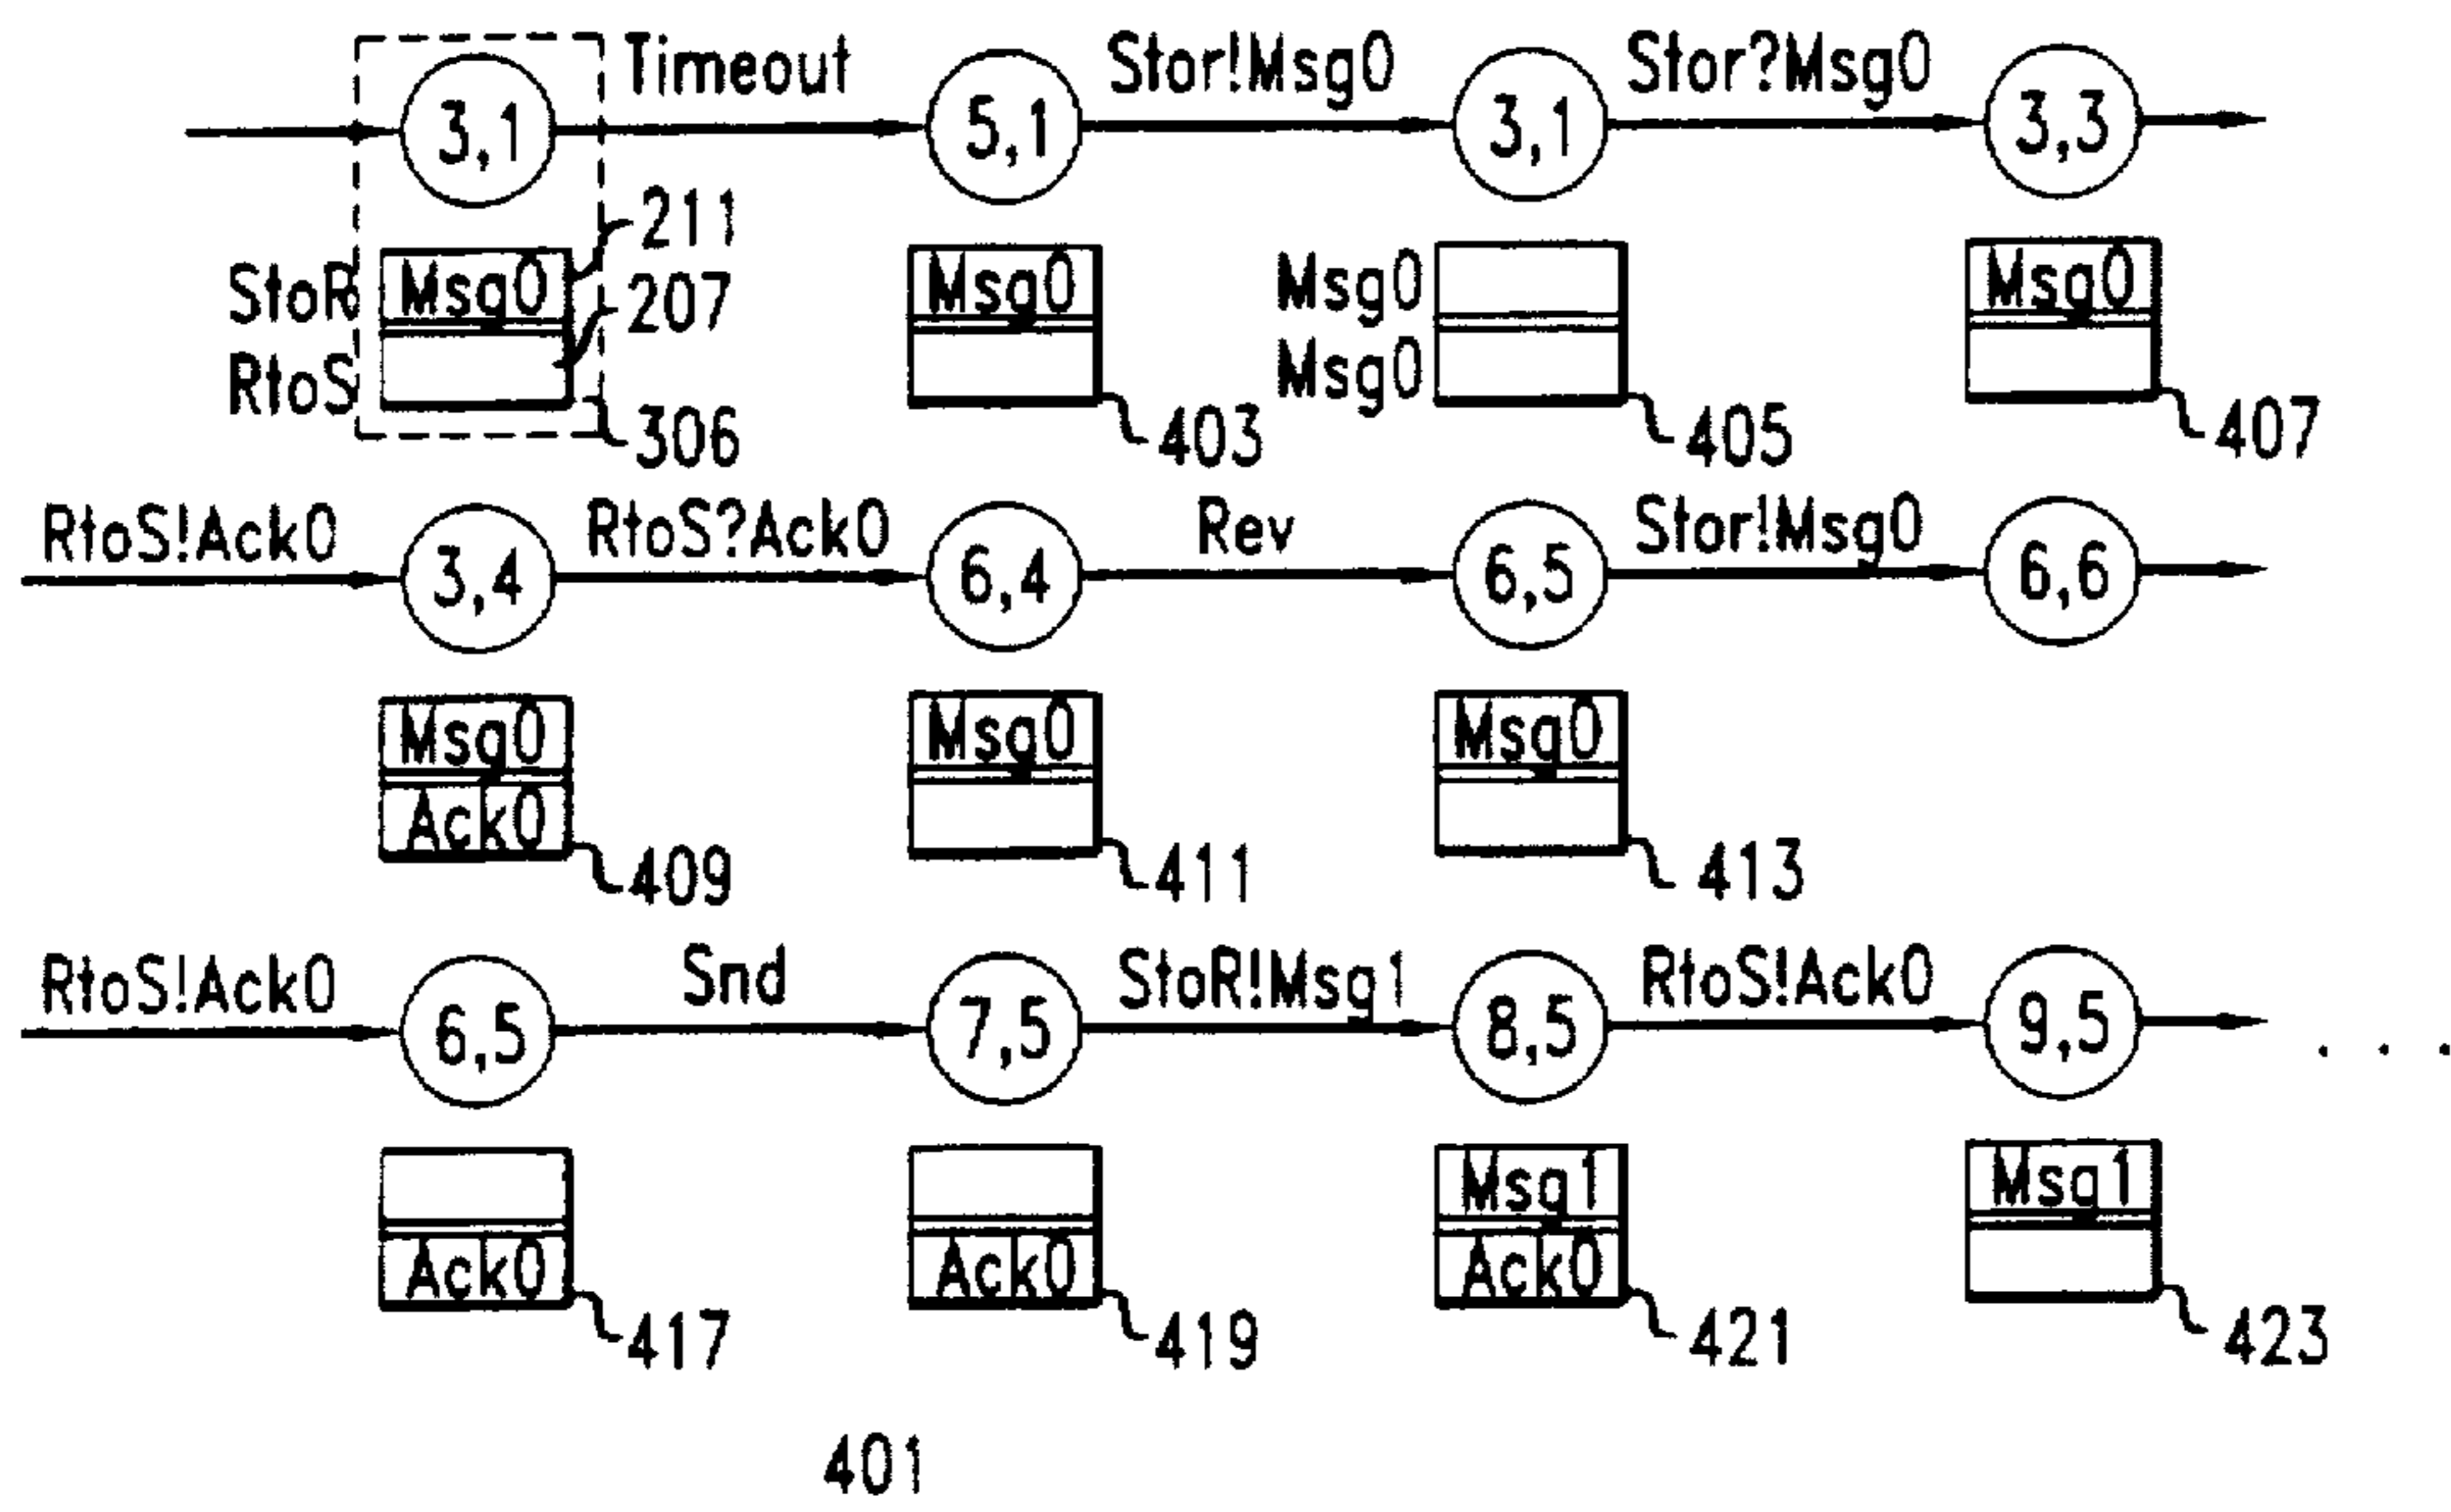 Timeout Stor!Msg0 Stor?Msg0
3,1 5,1 3,1 3,3
211
StoR Msg0 Msg0 Msg0 Msg0
207
RtoS Msg0
306 403 405 407
RtoS!Ack0 RtoS?Ack0 Rev Stor!Msg0
3,4 6,4 6,5 6,6
Msg0 Msg0 Msg0
Ack0
409 411 413
RtoS!Ack0 Snd StoR!Msg1 RtoS!Ack0
6,5 7,5 8,5 9,5
. . .
Msg1 Msg1
Ack0 Ack0 Ack0
417 419 421 423
401